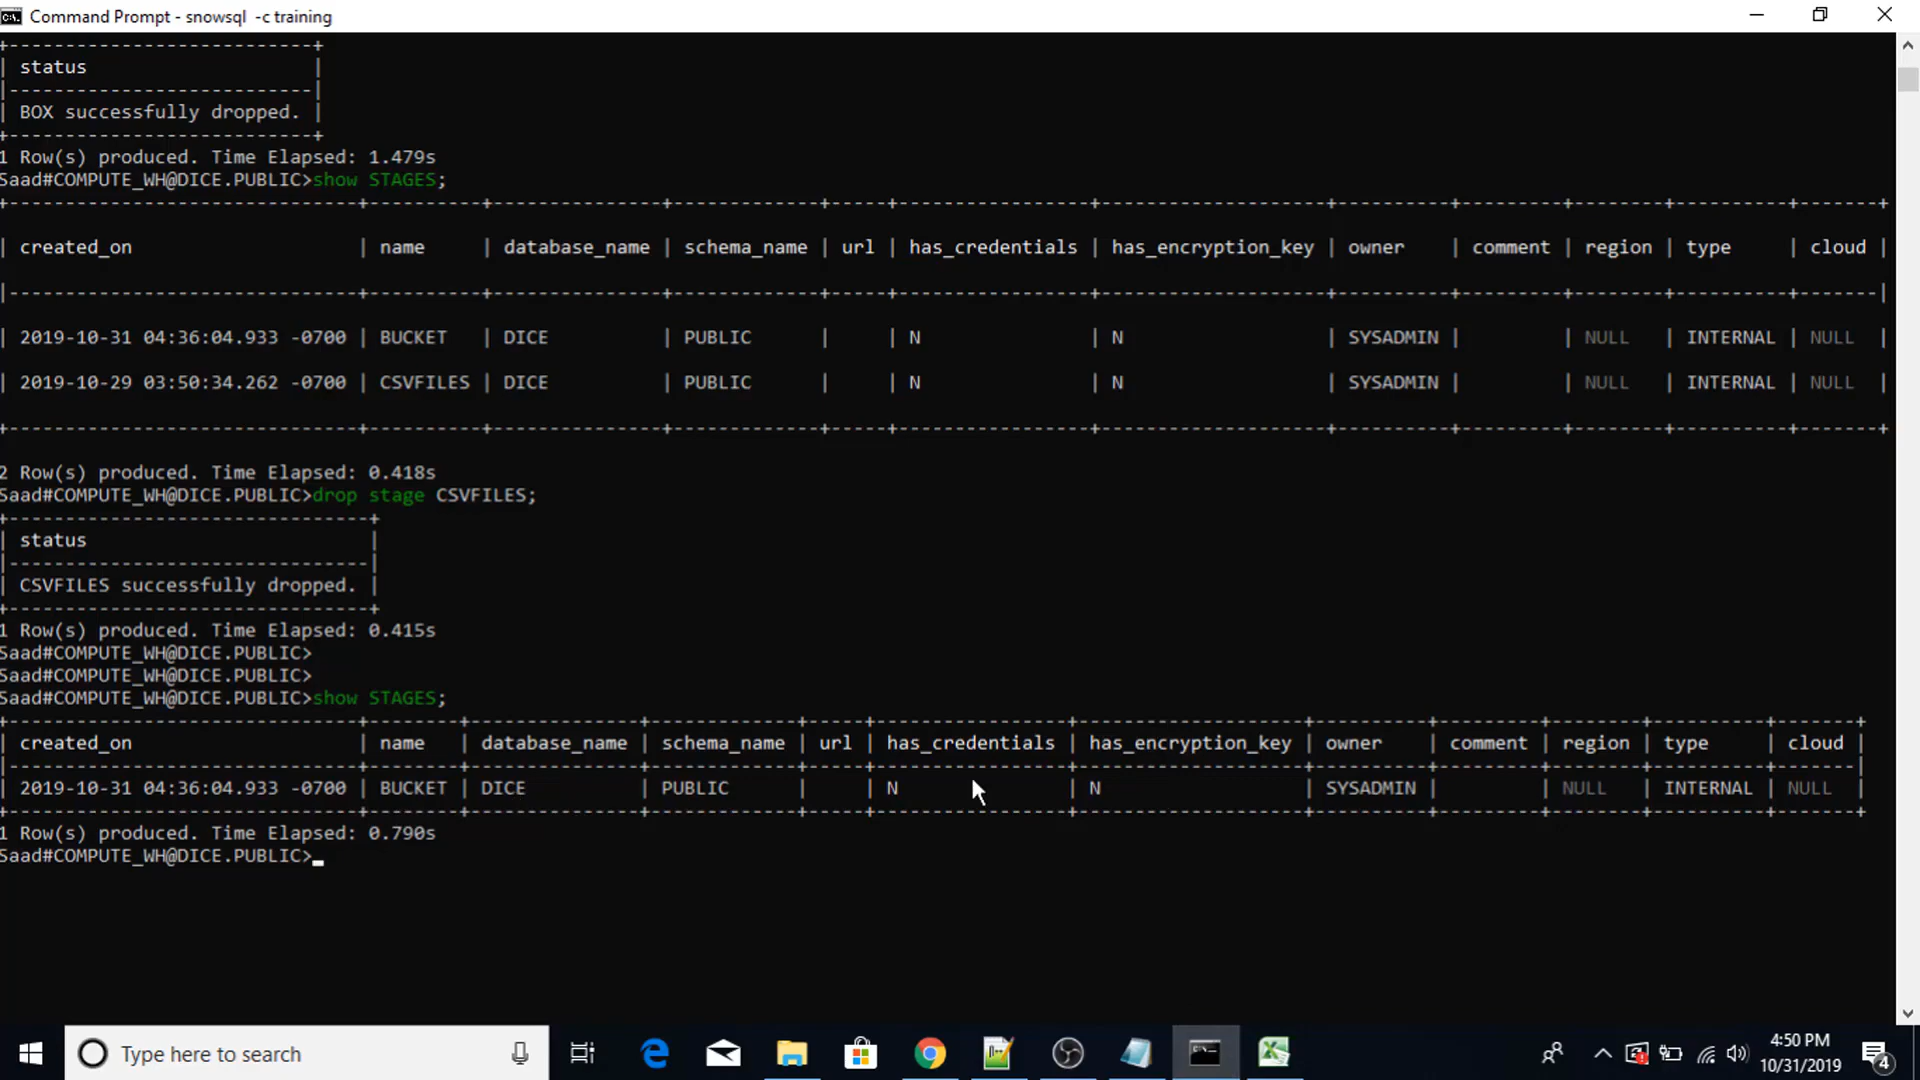 Command Prompt - snowsql -c training
+---------------------------+
| status                    |
|---------------------------|
| BOX successfully dropped. |
+---------------------------+
1 Row(s) produced. Time Elapsed: 1.479s
Saad#COMPUTE_WH@DICE.PUBLIC>show STAGES;
| created_on | name | database_name | schema_name | url | has_credentials | has_encryption_key | owner | comment | region | type | cloud |
| 2019-10-31 04:36:04.933 -0700 | BUCKET | DICE | PUBLIC | | N | N | SYSADMIN | | NULL | INTERNAL | NULL |
| 2019-10-29 03:50:34.262 -0700 | CSVFILES | DICE | PUBLIC | | N | N | SYSADMIN | | NULL | INTERNAL | NULL |
2 Row(s) produced. Time Elapsed: 0.418s
Saad#COMPUTE_WH@DICE.PUBLIC>drop stage CSVFILES;
+--------------------------------+
| status                         |
|--------------------------------|
| CSVFILES successfully dropped. |
+--------------------------------+
1 Row(s) produced. Time Elapsed: 0.415s
Saad#COMPUTE_WH@DICE.PUBLIC>
Saad#COMPUTE_WH@DICE.PUBLIC>
Saad#COMPUTE_WH@DICE.PUBLIC>show STAGES;
| created_on | name | database_name | schema_name | url | has_credentials | has_encryption_key | owner | comment | region | type | cloud |
| 2019-10-31 04:36:04.933 -0700 | BUCKET | DICE | PUBLIC | | N | N | SYSADMIN | | NULL | INTERNAL | NULL |
1 Row(s) produced. Time Elapsed: 0.790s
Saad#COMPUTE_WH@DICE.PUBLIC>
Type here to search
4:50 PM
10/31/2019
4